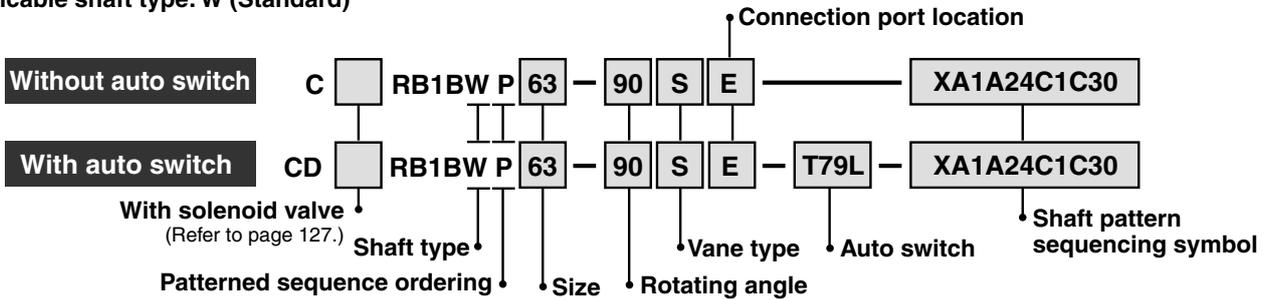 icable shaft type: W (Standard)
Connection port location
Without auto switch C RB1BW P 63 — 90 S E — XA1A24C1C30
With auto switch CD RB1BW P 63 — 90 S E — T79L — XA1A24C1C30
With solenoid valve
(Refer to page 127.)
Shaft type
Patterned sequence ordering
Size
Rotating angle
Vane type
Auto switch
Shaft pattern
sequencing symbol